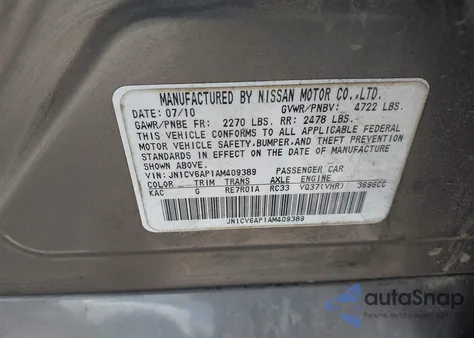 MANUFACTURED BY NISSAN MOTOR CO.,LTD.
DATE: 07/10 GVWR/PNBV: 4722 LBS.
GAWR/PNBE FR: 2270 LBS. RR: 2478 LBS.
THIS VEHICLE CONFORMS TO ALL APPLICABLE FEDERAL
MOTOR VEHICLE SAFETY,BUMPER,AND THEFT PREVENTION
STANDARDS IN EFFECT ON THE DATE OF MANUFACTURE
SHOWN ABOVE.
VIN: JN1CV6AP1AM409389 PASSENGER CAR
COLOR TRIM TRANS AXLE ENGINE
KAC G RE7R01A RC33 VQ37(VHR) 3696CC
JN1CV6AP1AM409389
autoSnap